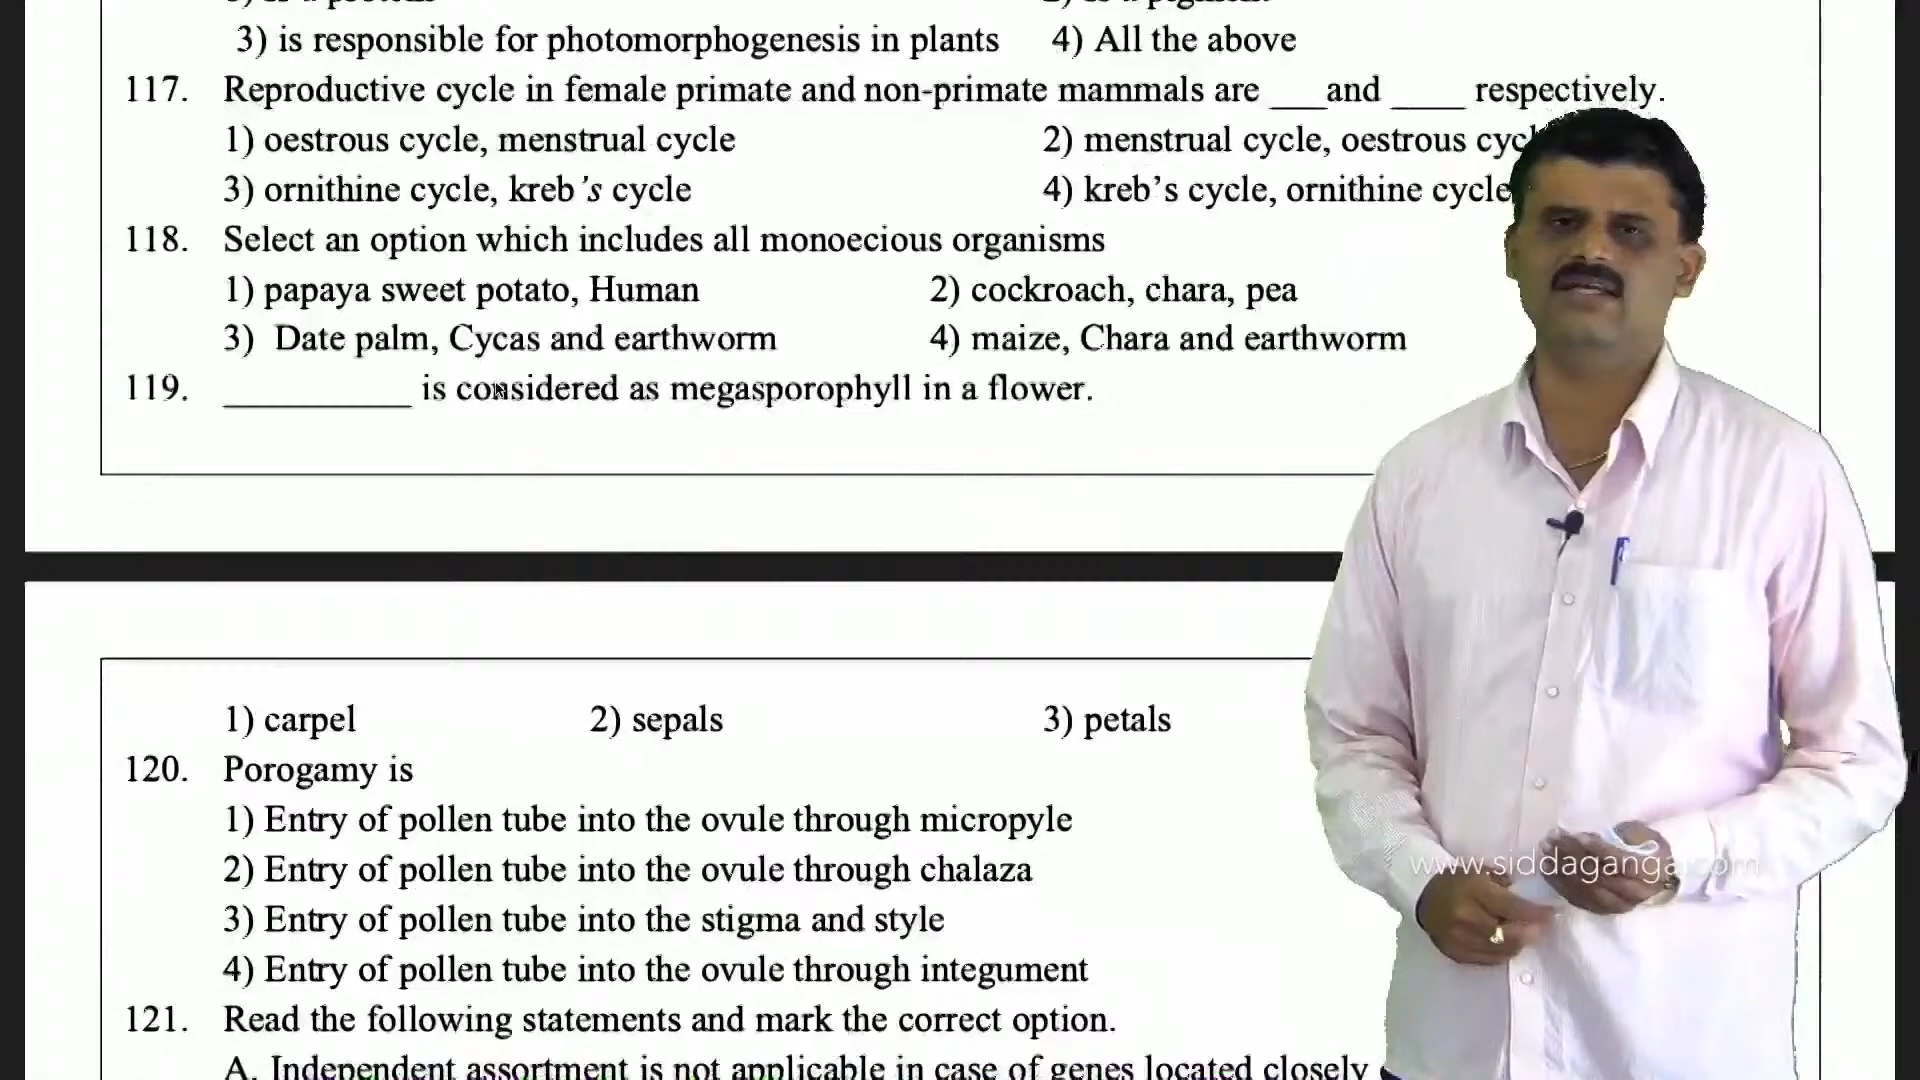 3) is responsible for photomorphogenesis in plants 4) All the above
117. Reproductive cycle in female primate and non-primate mammals are ___and ____ respectively.
1) oestrous cycle, menstrual cycle 2) menstrual cycle, oestrous
3) ornithine cycle, kreb's cycle 4) kreb's cycle, ornithine cycle
118. Select an option which includes all monoecious organisms
1) papaya sweet potato, Human 2) cockroach, chara, pea
3) Date palm, Cycas and earthworm 4) maize, Chara and earthworm
119. __________ is considered as megasporophyll in a flower.
1) carpel 2) sepals 3) petals
120. Porogamy is
1) Entry of pollen tube into the ovule through micropyle
2) Entry of pollen tube into the ovule through chalaza
www.siddaganga.com
3) Entry of pollen tube into the stigma and style
4) Entry of pollen tube into the ovule through integument
121. Read the following statements and mark the correct option.
A. Independent assortment is not applicable in case of genes located closely